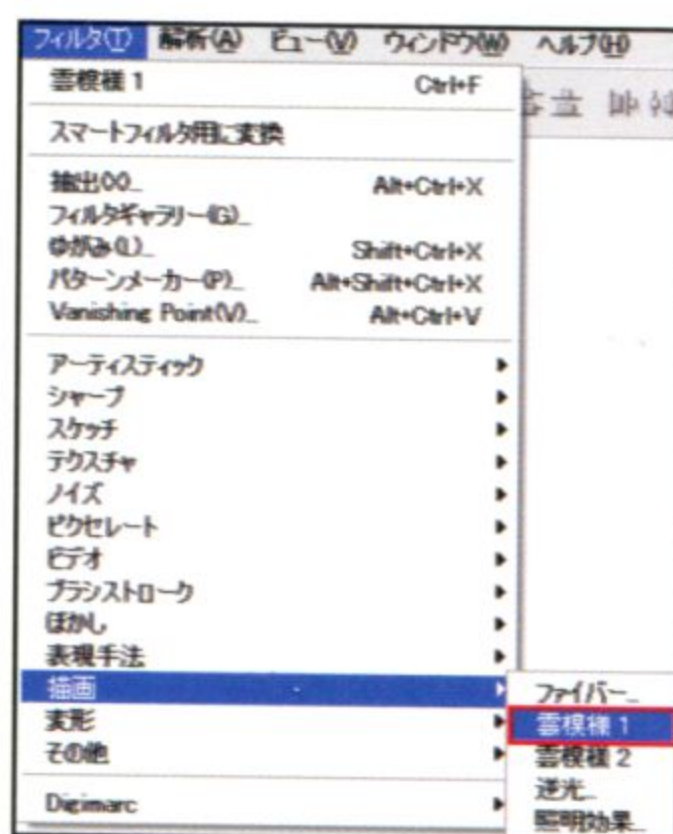 フィルタ(T) 解析(A) ビュー(V) ウィンドウ(W) ヘルプ(H)
雲模様 1 Ctrl+F
スマートフィルタ用に変換
抽出(X)... Alt+Ctrl+X
フィルタギャラリー(G)...
ゆがみ(L)... Shift+Ctrl+X
パターンメーカー(P)... Alt+Shift+Ctrl+X
Vanishing Point(V)... Alt+Ctrl+V
アーティスティック
シャープ
スケッチ
テクスチャ
ノイズ
ピクセレート
ビデオ
ブラシストローク
ぼかし
表現手法
描画
変形
その他
Digimarc
ファイバー...
雲模様 1
雲模様 2
逆光...
照明効果...